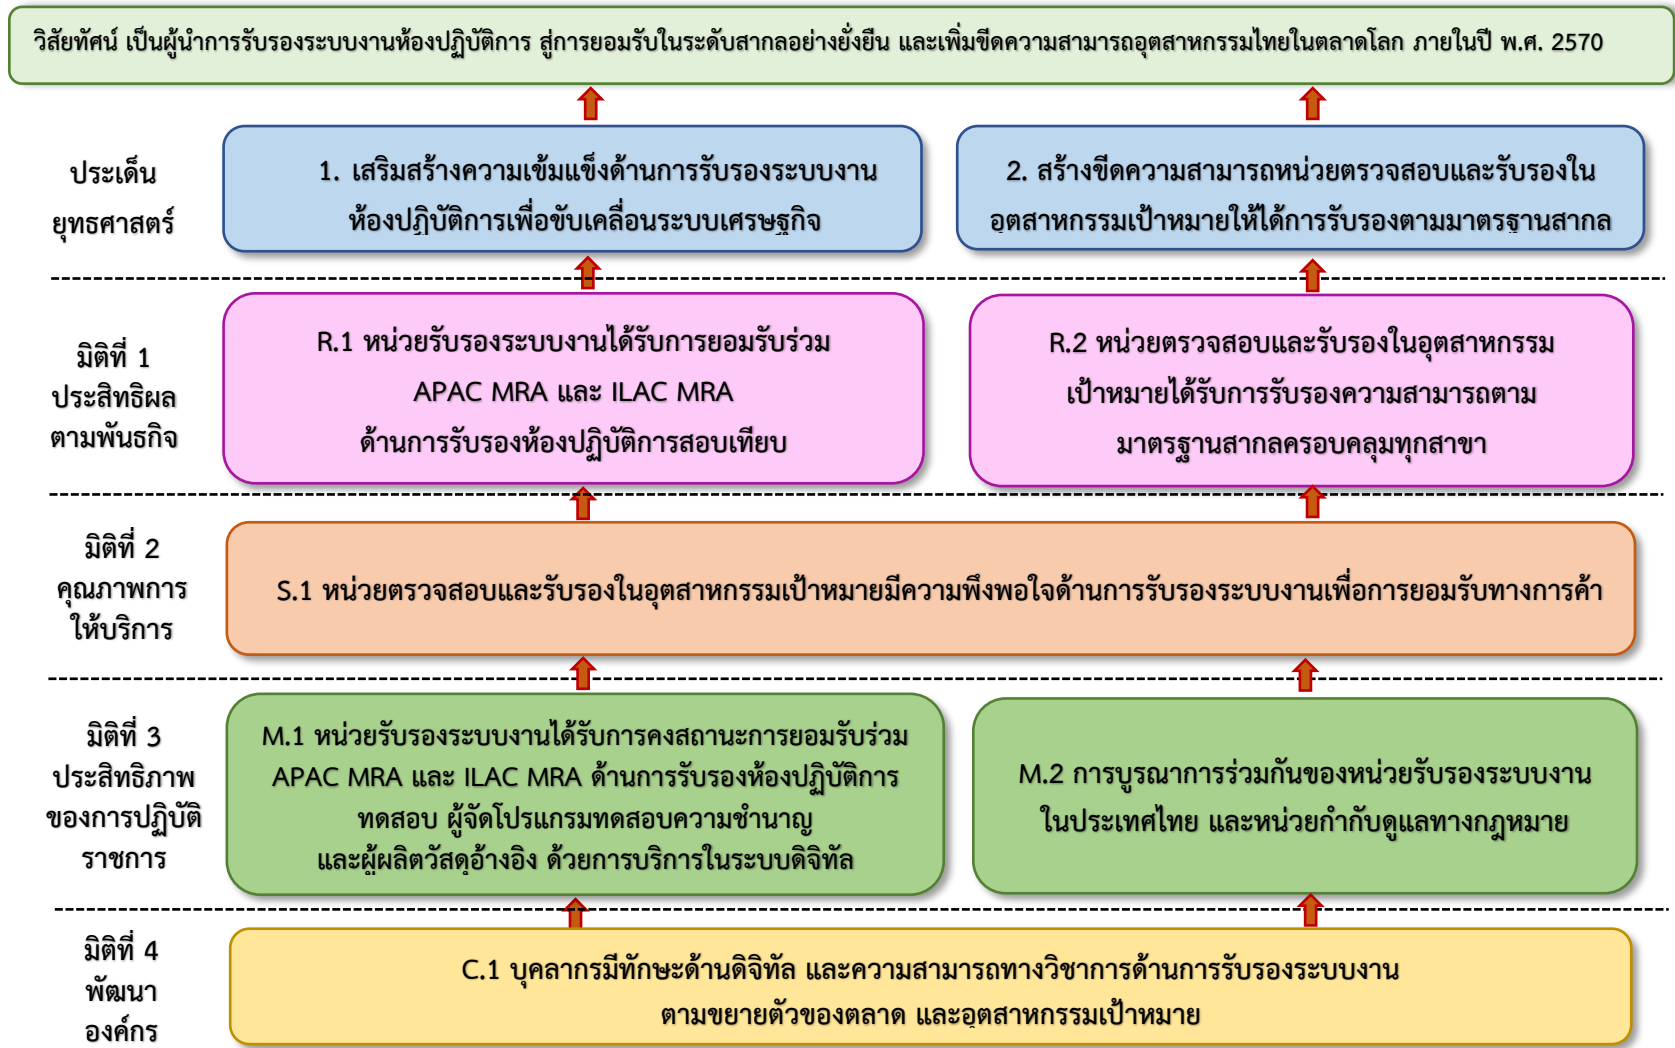 วิสัยทัศน์ เป็นผู้นำการรับรองระบบงานห้องปฏิบัติการ สู่การยอมรับในระดับสากลอย่างยั่งยืน และเพิ่มขีดความสามารถอุตสาหกรรมไทยในตลาดโลก ภายในปี พ.ศ. 2570
ประเด็น
ยุทธศาสตร์
1. เสริมสร้างความเข้มแข็งด้านการรับรองระบบงาน
ห้องปฏิบัติการเพื่อขับเคลื่อนระบบเศรษฐกิจ
2. สร้างขีดความสามารถหน่วยตรวจสอบและรับรองใน
อุตสาหกรรมเป้าหมายให้ได้การรับรองตามมาตรฐานสากล
มิติที่ 1
ประสิทธิผล
ตามพันธกิจ
R.1 หน่วยรับรองระบบงานได้รับการยอมรับร่วม
APAC MRA และ ILAC MRA
ด้านการรับรองห้องปฏิบัติการสอบเทียบ
R.2 หน่วยตรวจสอบและรับรองในอุตสาหกรรม
เป้าหมายได้รับการรับรองความสามารถตาม
มาตรฐานสากลครอบคลุมทุกสาขา
มิติที่ 2
คุณภาพการ
ให้บริการ
S.1 หน่วยตรวจสอบและรับรองในอุตสาหกรรมเป้าหมายมีความพึงพอใจด้านการรับรองระบบงานเพื่อการยอมรับทางการค้า
มิติที่ 3
ประสิทธิภาพ
ของการปฏิบัติ
ราชการ
M.1 หน่วยรับรองระบบงานได้รับการคงสถานะการยอมรับร่วม
APAC MRA และ ILAC MRA ด้านการรับรองห้องปฏิบัติการ
ทดสอบ ผู้จัดโปรแกรมทดสอบความชำนาญ
และผู้ผลิตวัสดุอ้างอิง ด้วยการบริการในระบบดิจิทัล
M.2 การบูรณาการร่วมกันของหน่วยรับรองระบบงาน
ในประเทศไทย และหน่วยกำกับดูแลทางกฎหมาย
มิติที่ 4
พัฒนา
องค์กร
C.1 บุคลากรมีทักษะด้านดิจิทัล และความสามารถทางวิชาการด้านการรับรองระบบงาน
ตามขยายตัวของตลาด และอุตสาหกรรมเป้าหมาย